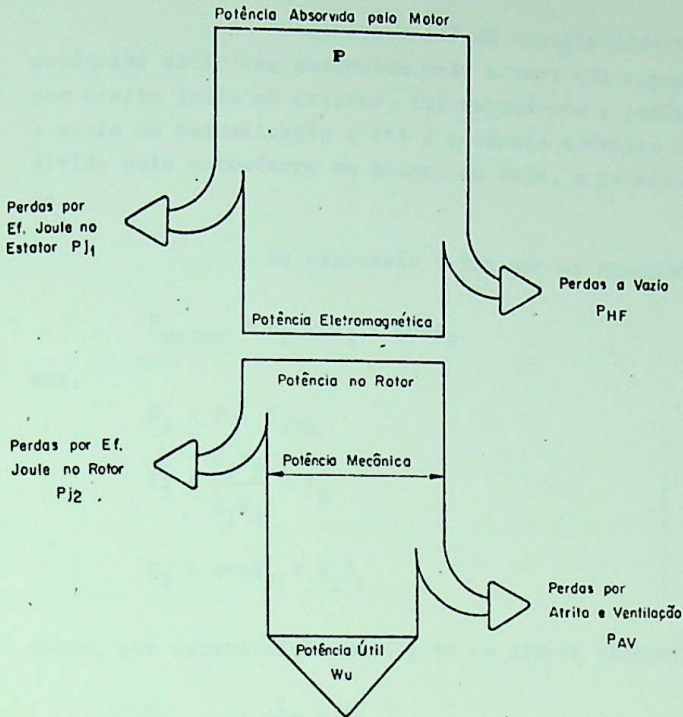 Potência Absorvida pelo Motor
P
Perdas por
Ef. Joule no
Estator Pj1
Perdas a Vazio
PHF
Potência Eletromagnética
Potência no Rotor
Perdas por Ef.
Joule no Rotor
Pj2
Potência Mecânica
Perdas por
Atrito e Ventilação
PAV
Potência Útil
Wu